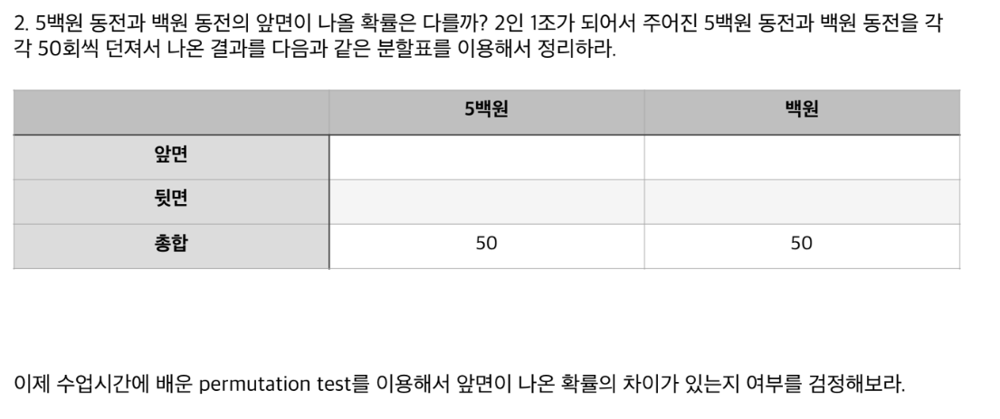 2. 5백원 동전과 백원 동전의 앞면이 나올 확률은 다를까? 2인 1조가 되어서 주어진 5백원 동전과 백원 동전을 각
각 50회씩 던져서 나온 결과를 다음과 같은 분할표를 이용해서 정리하라.
5백원 백원
앞면
뒷면
총합 50 50
이제 수업시간에 배운 permutation test를 이용해서 앞면이 나온 확률의 차이가 있는지 여부를 검정해보라.